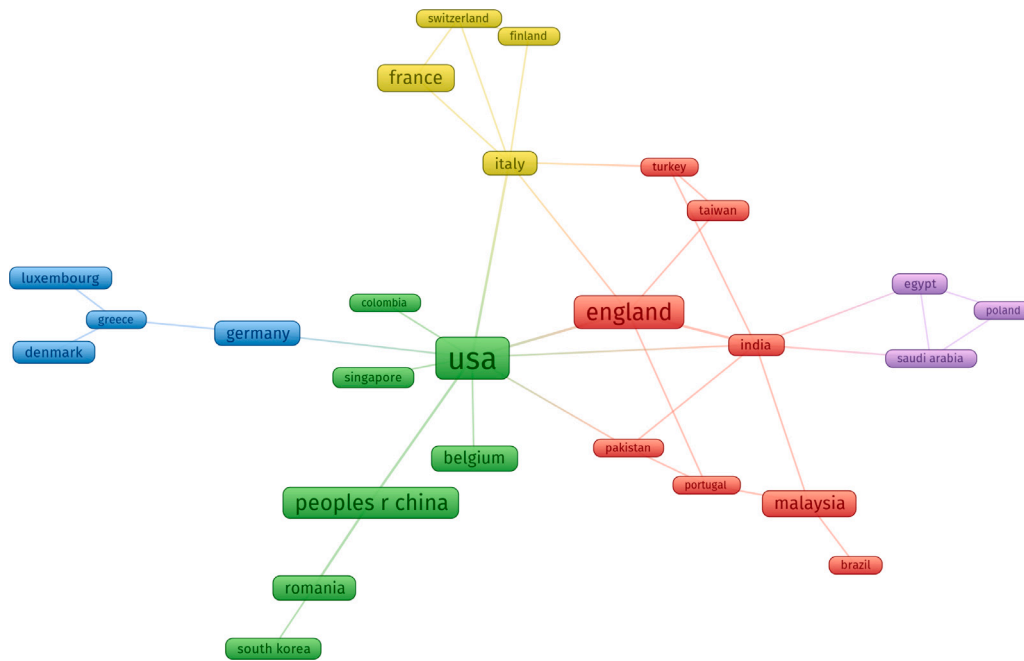 switzerland
finland
france
italy
turkey
taiwan
luxembourg
egypt
colombia
england
poland
greece
germany
india
denmark
usa
saudi arabia
singapore
pakistan
belgium
portugal
peoples r china
malaysia
brazil
romania
south korea